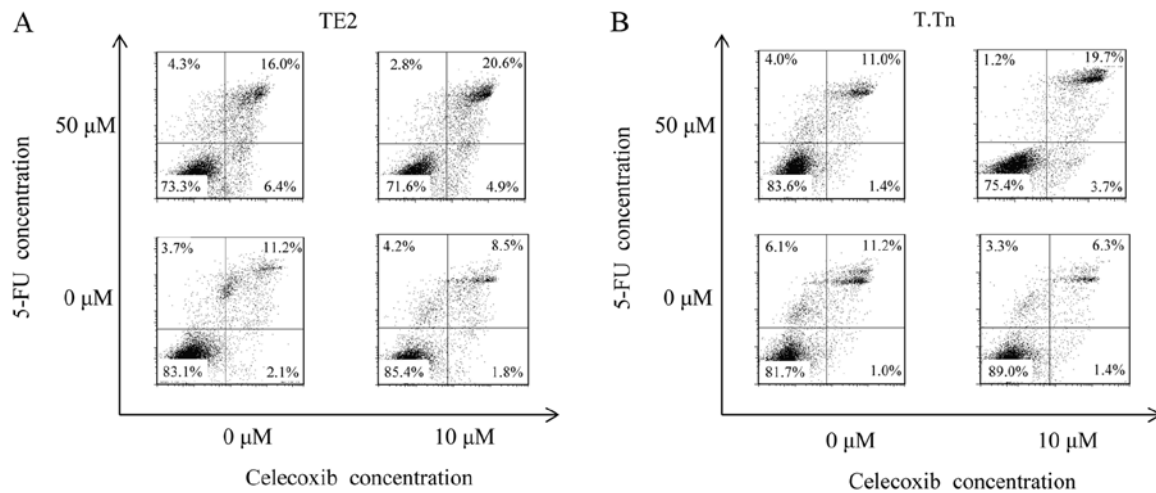 A
TE2
4.3% 16.0%
73.3% 6.4%
2.8% 20.6%
71.6% 4.9%
3.7% 11.2%
83.1% 2.1%
4.2% 8.5%
85.4% 1.8%
50 μM
0 μM
5-FU concentration
0 μM 10 μM
Celecoxib concentration
B
T.Tn
4.0% 11.0%
83.6% 1.4%
1.2% 19.7%
75.4% 3.7%
6.1% 11.2%
81.7% 1.0%
3.3% 6.3%
89.0% 1.4%
50 μM
0 μM
5-FU concentration
0 μM 10 μM
Celecoxib concentration